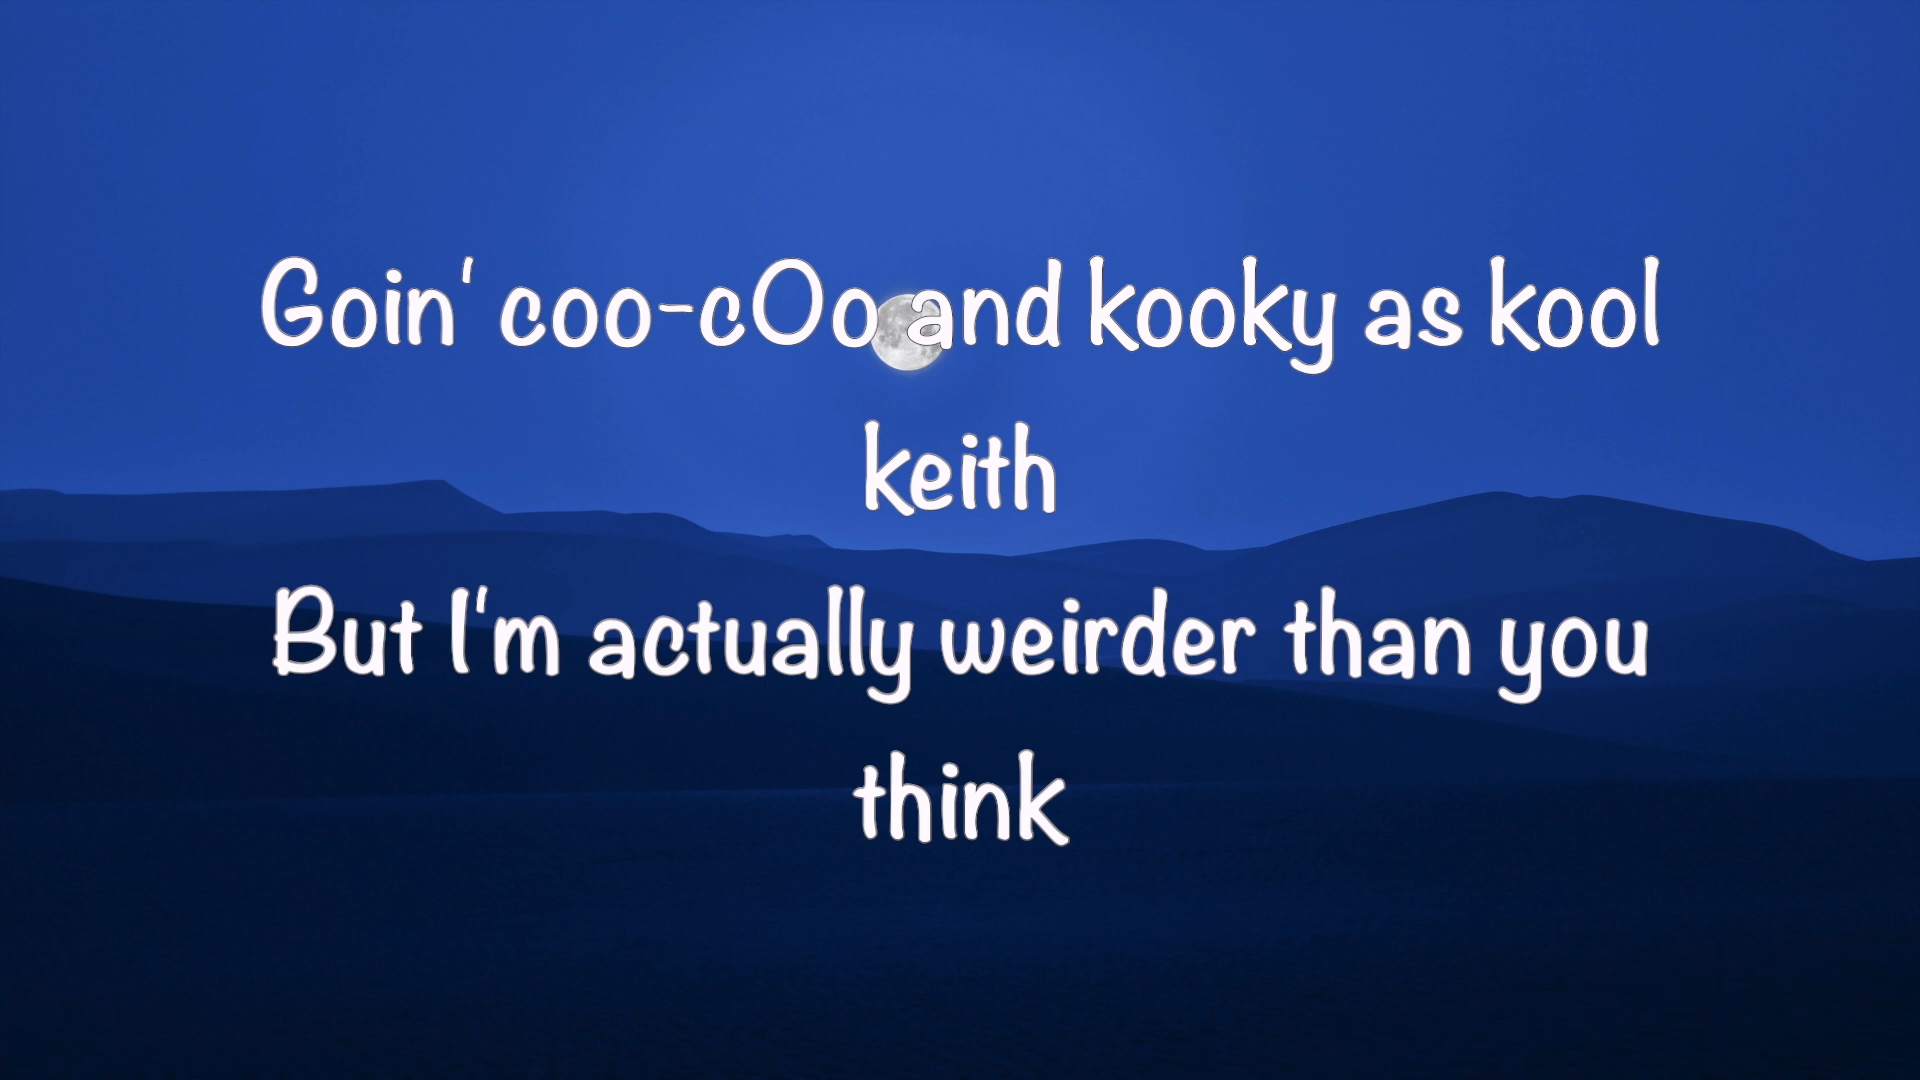 Goin' coo-cOo and kooky as kool
keith
But I'm actually weirder than you
think